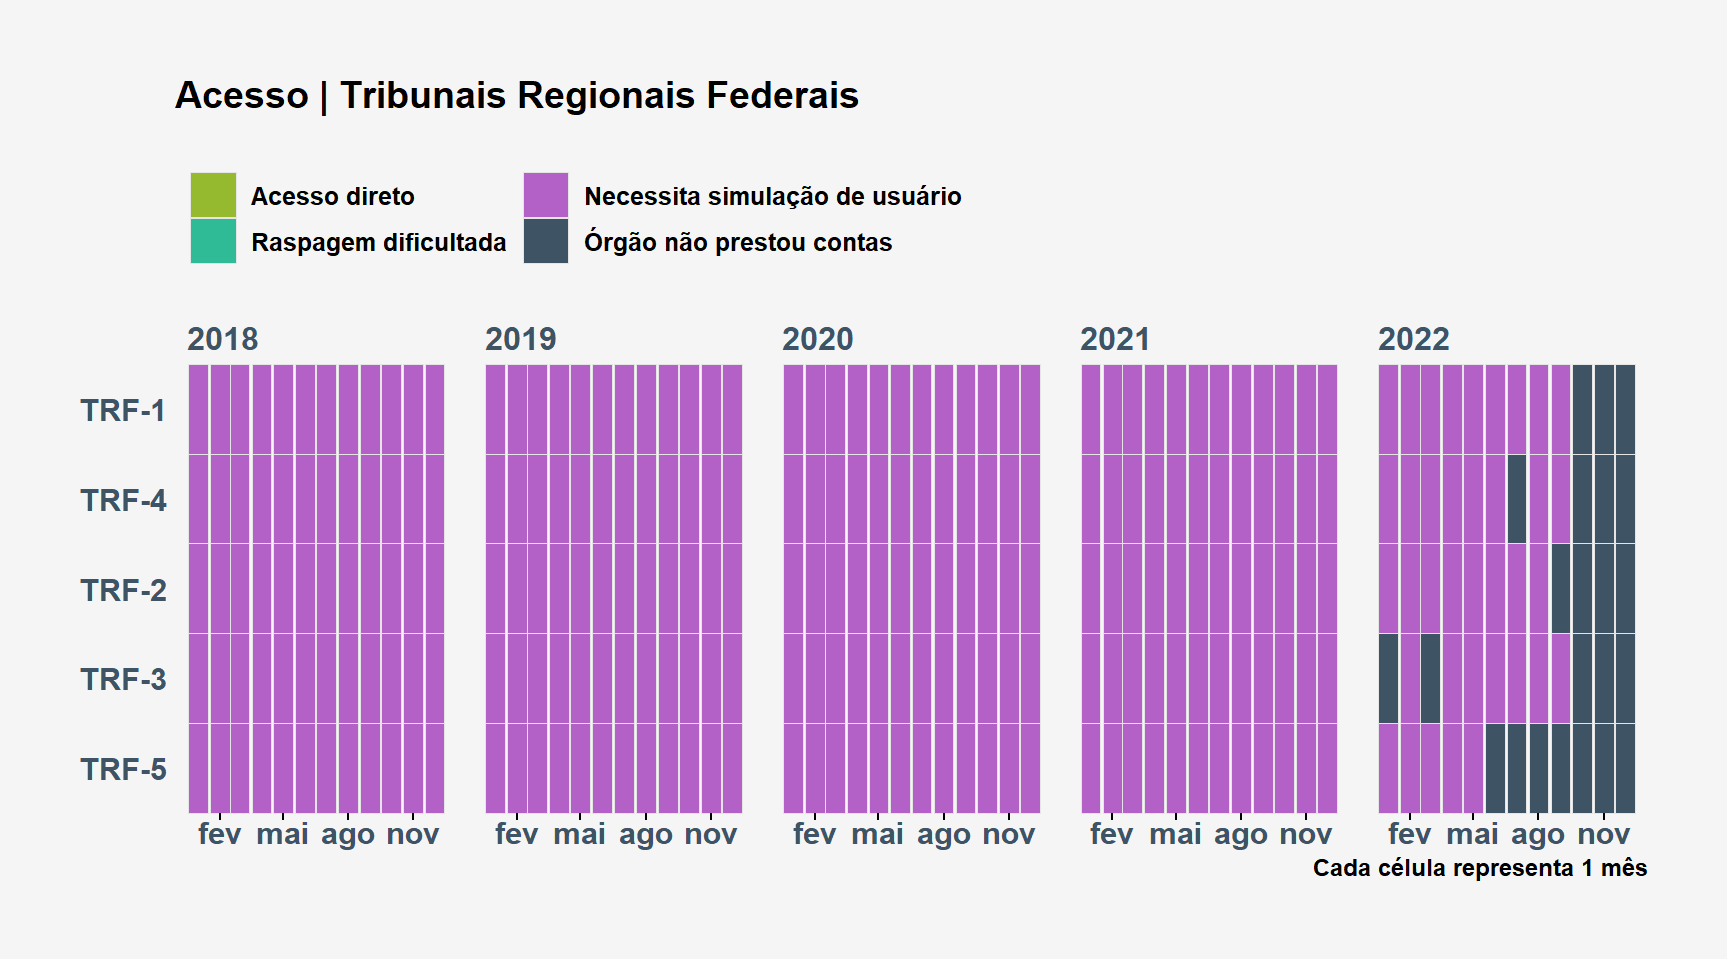 Acesso | Tribunais Regionais Federais
Acesso direto
Necessita simulação de usuário
Raspagem dificultada
Órgão não prestou contas
2018 2019 2020 2021 2022
TRF-1
TRF-4
TRF-2
TRF-3
TRF-5
fev mai ago nov fev mai ago nov fev mai ago nov fev mai ago nov fev mai ago nov
Cada célula representa 1 mês